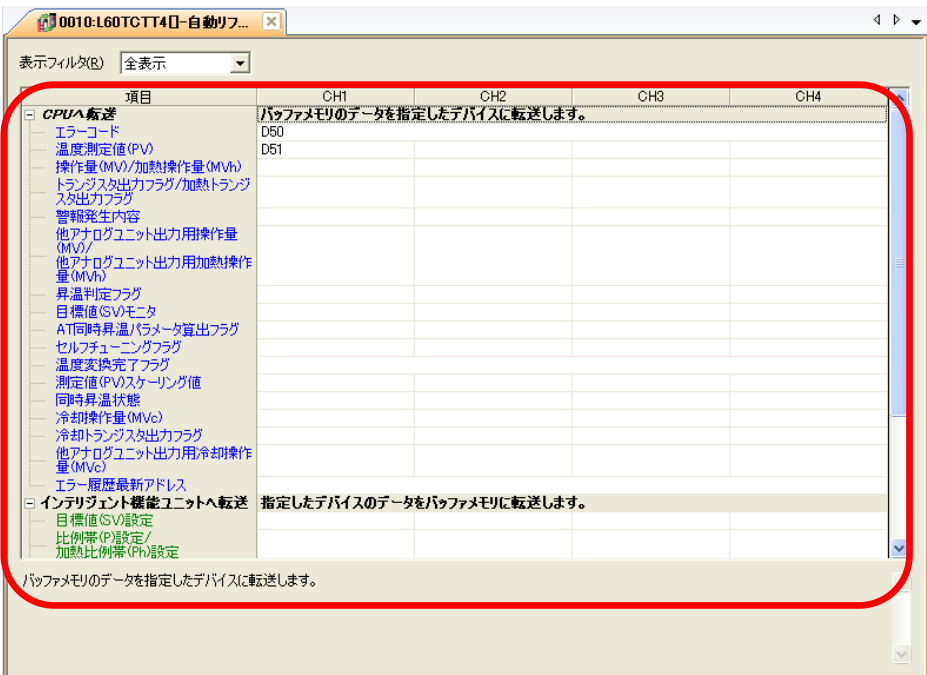 0010:L60TCTT4[]-自動リフ...
表示フィルタ(R) 全表示
項目 CH1 CH2 CH3 CH4
CPUへ転送 バッファメモリのデータを指定したデバイスに転送します。
エラーコード D50
温度測定値(PV) D51
操作量(MV)/加熱操作量(MVh)
トランジスタ出力フラグ/加熱トランジ
スタ出力フラグ
警報発生内容
他アナログユニット出力用操作量
(MV)/
他アナログユニット出力用加熱操作
量(MVh)
昇温判定フラグ
目標値(SV)モニタ
AT同時昇温パラメータ算出フラグ
セルフチューニングフラグ
温度変換完了フラグ
測定値(PV)スケーリング値
同時昇温状態
冷却操作量(MVc)
冷却トランジスタ出力フラグ
他アナログユニット出力用冷却操作
量(MVc)
エラー履歴最新アドレス
インテリジェント機能ユニットへ転送 指定したデバイスのデータをバッファメモリに転送します。
目標値(SV)設定
比例帯(P)設定/
加熱比例帯(Ph)設定
バッファメモリのデータを指定したデバイスに転送します。